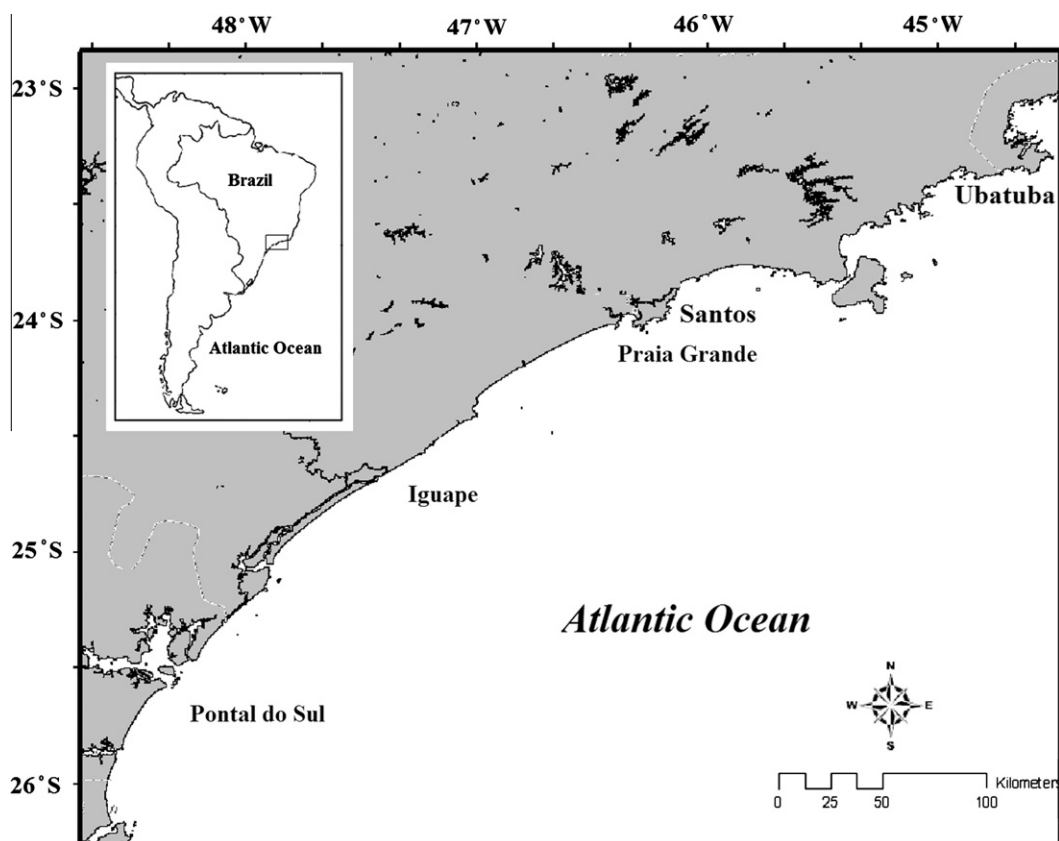 48°W 47°W 46°W 45°W
23°S
Brazil
Ubatuba
24°S
Santos
Praia Grande
Atlantic Ocean
Iguape
25°S
Atlantic Ocean
N
W E
S
Pontal do Sul
26°S
Kilometers
0 25 50 100